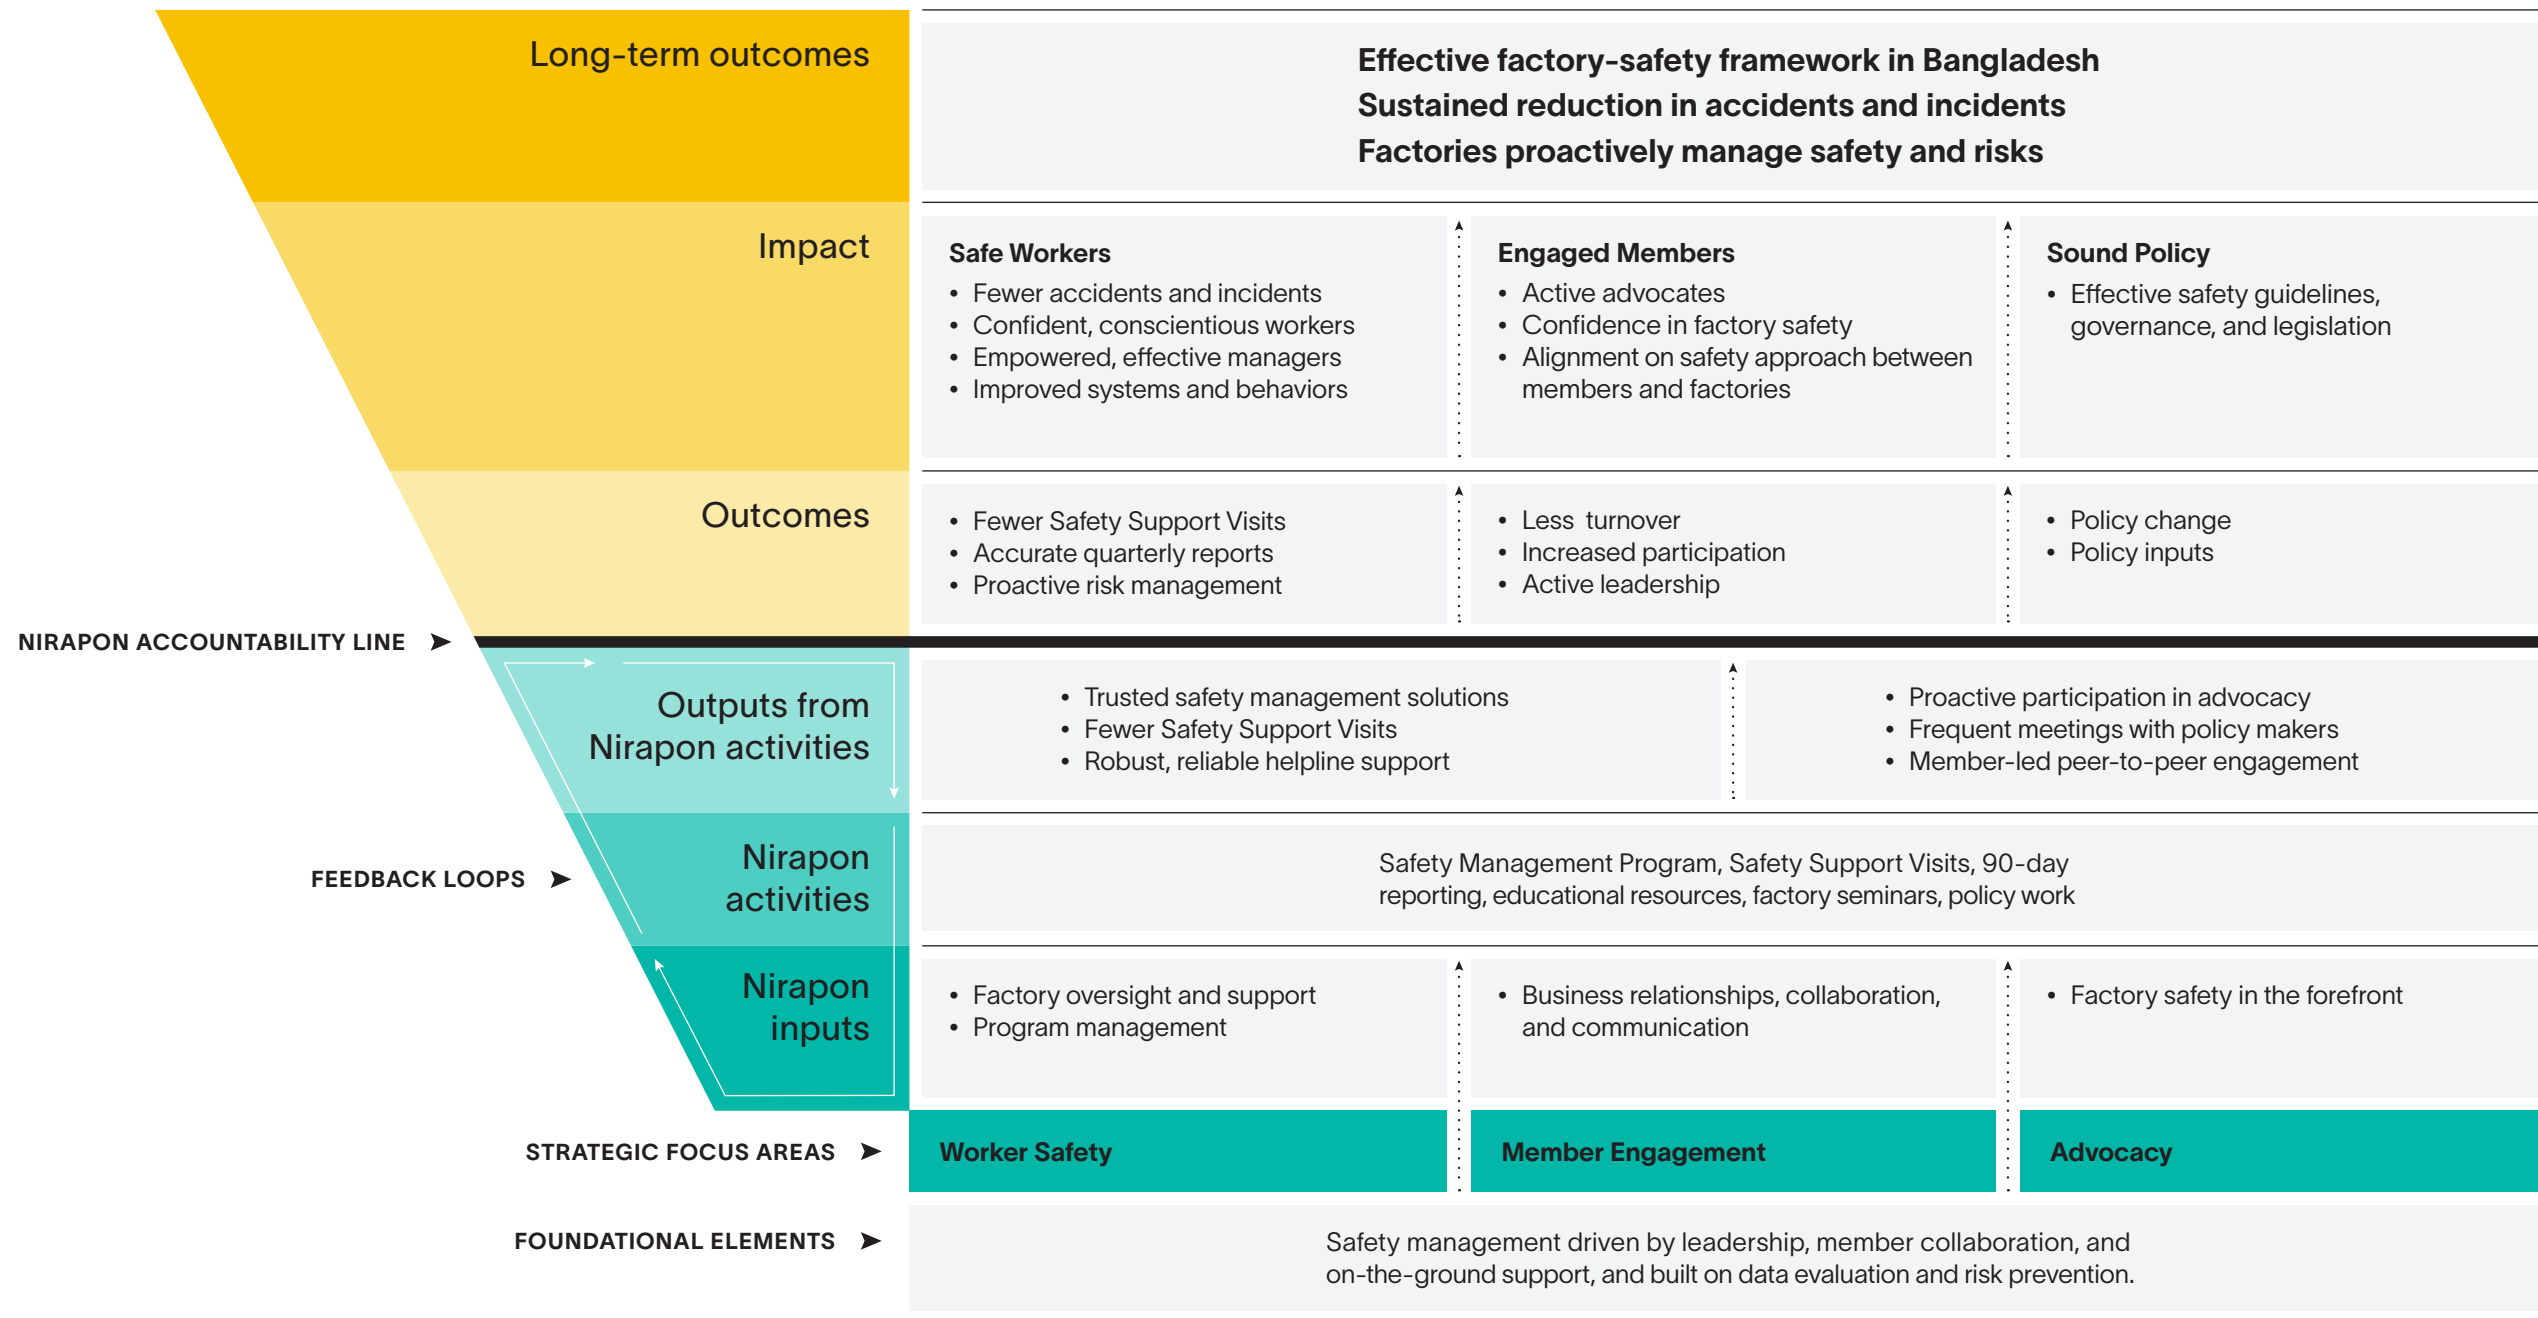 Long-term outcomes
Effective factory-safety framework in Bangladesh
Sustained reduction in accidents and incidents
Factories proactively manage safety and risks
Impact
Safe Workers
• Fewer accidents and incidents
• Confident, conscientious workers
• Empowered, effective managers
• Improved systems and behaviors
Engaged Members
• Active advocates
• Confidence in factory safety
• Alignment on safety approach between
members and factories
Sound Policy
• Effective safety guidelines,
governance, and legislation
Outcomes
• Fewer Safety Support Visits
• Accurate quarterly reports
• Proactive risk management
• Less turnover
• Increased participation
• Active leadership
• Policy change
• Policy inputs
NIRAPON ACCOUNTABILITY LINE
Outputs from
Nirapon activities
• Trusted safety management solutions
• Fewer Safety Support Visits
• Robust, reliable helpline support
• Proactive participation in advocacy
• Frequent meetings with policy makers
• Member-led peer-to-peer engagement
FEEDBACK LOOPS
Nirapon
activities
Safety Management Program, Safety Support Visits, 90-day
reporting, educational resources, factory seminars, policy work
Nirapon
inputs
• Factory oversight and support
• Program management
• Business relationships, collaboration,
and communication
• Factory safety in the forefront
STRATEGIC FOCUS AREAS
Worker Safety
Member Engagement
Advocacy
FOUNDATIONAL ELEMENTS
Safety management driven by leadership, member collaboration, and
on-the-ground support, and built on data evaluation and risk prevention.